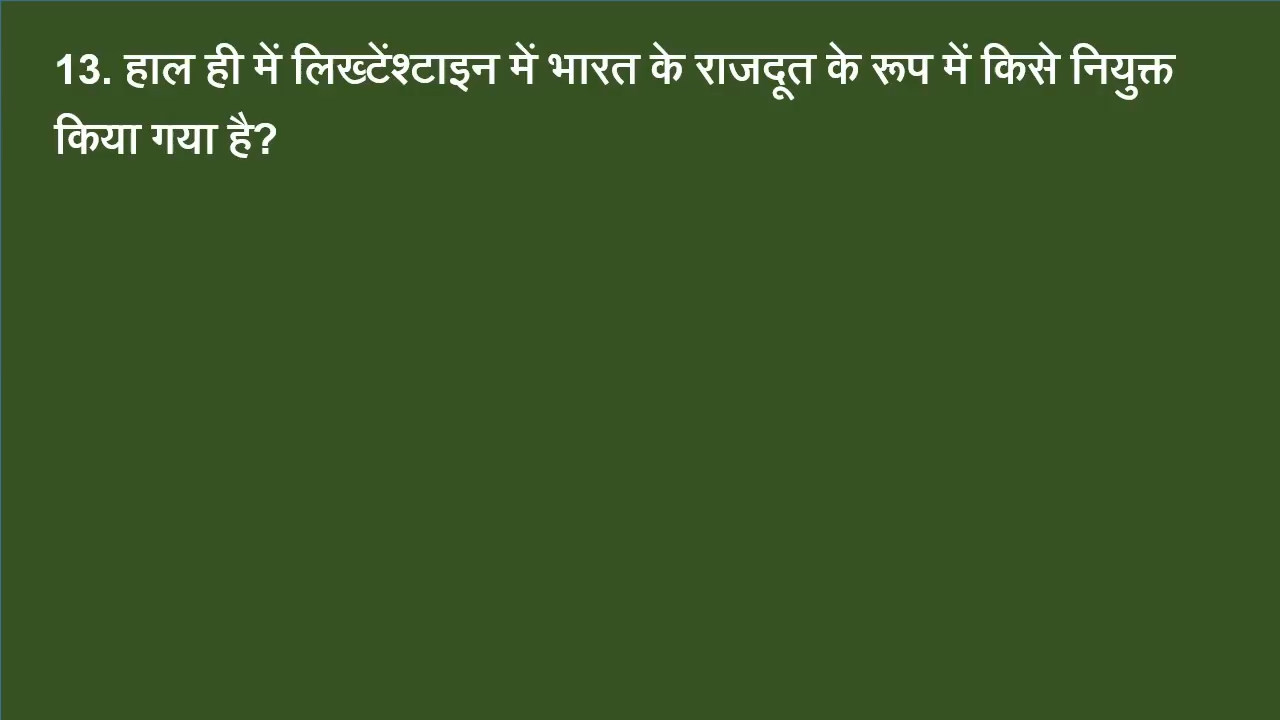 13. हाल ही में लिख्टेंश्टाइन में भारत के राजदूत के रूप में किसे नियुक्त
किया गया है?